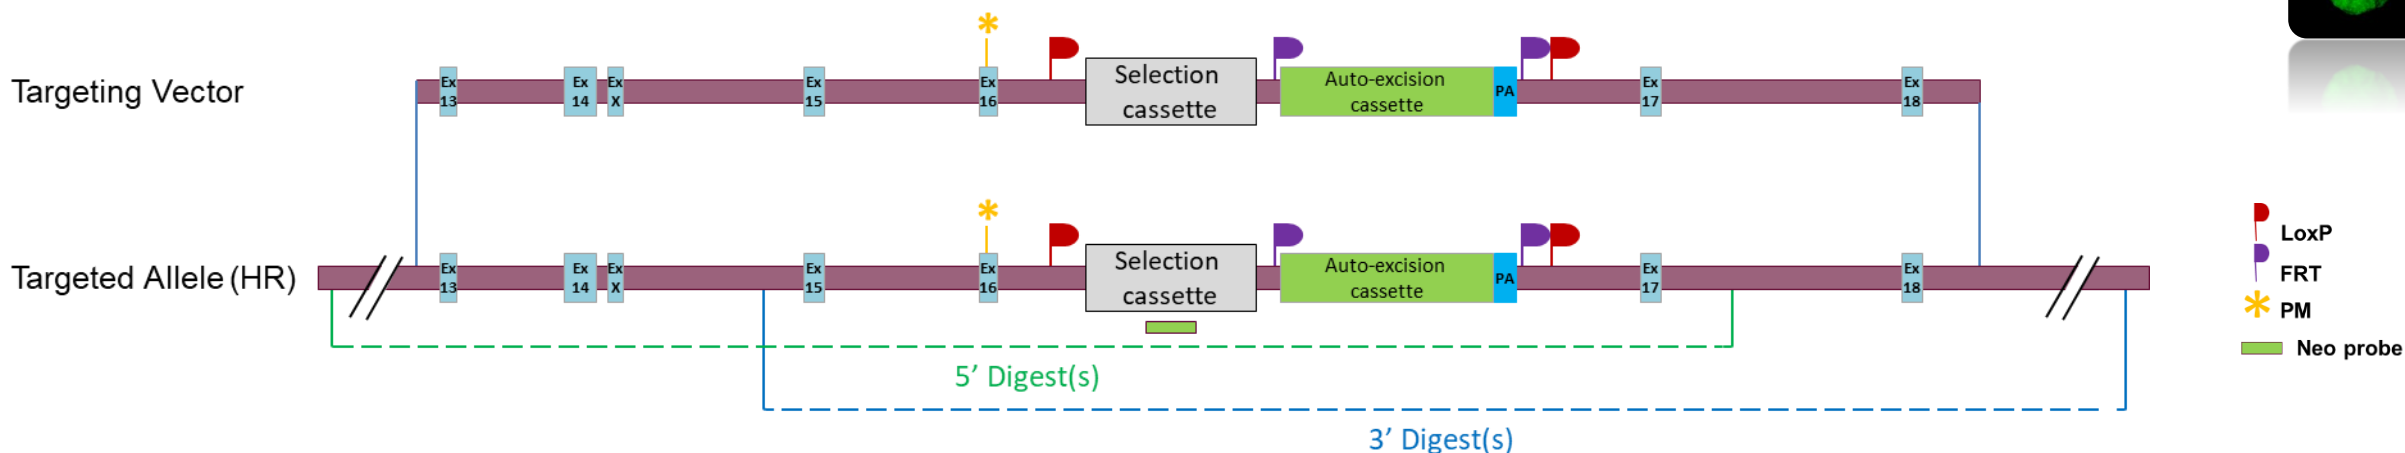 Targeting Vector
Ex
13
Ex
14
Ex
X
Ex
15
Ex
16
Selection
cassette
Auto-excision
cassette
PA
Ex
17
Ex
18
Targeted Allele (HR)
Ex
13
Ex
14
Ex
X
Ex
15
Ex
16
Selection
cassette
Auto-excision
cassette
PA
Ex
17
Ex
18
5’ Digest(s)
3’ Digest(s)
LoxP
FRT
PM
Neo probe